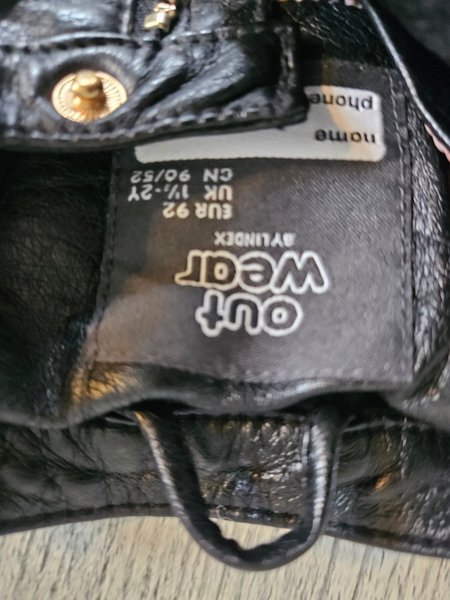 out
wear
BY LINDEX
EUR 92
UK 1½-2Y
CN 90/52
name
phone